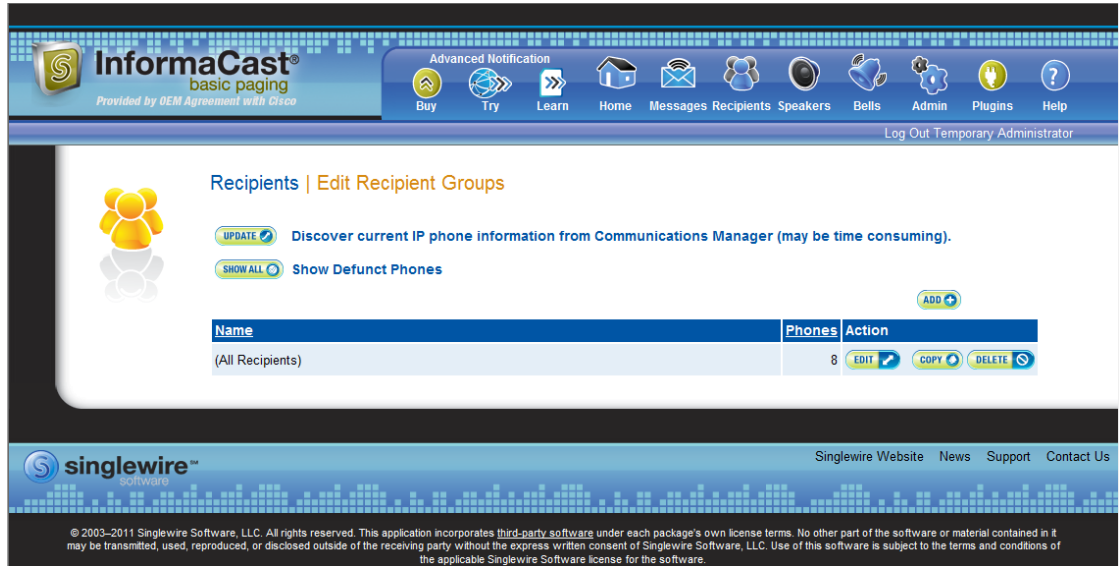 InformaCast®
basic paging
Provided by OEM Agreement with Cisco
Advanced Notification
Buy Try Learn Home Messages Recipients Speakers Bells Admin Plugins Help
Log Out Temporary Administrator
Recipients | Edit Recipient Groups
UPDATE Discover current IP phone information from Communications Manager (may be time consuming).
SHOW ALL Show Defunct Phones
ADD
Name Phones Action
(All Recipients) 8 EDIT COPY DELETE
singlewire℠
software
Singlewire Website News Support Contact Us
© 2003–2011 Singlewire Software, LLC. All rights reserved. This application incorporates third-party software under each package's own license terms. No other part of the software or material contained in it
may be transmitted, used, reproduced, or disclosed outside of the receiving party without the express written consent of Singlewire Software, LLC. Use of this software is subject to the terms and conditions of
the applicable Singlewire Software license for the software.